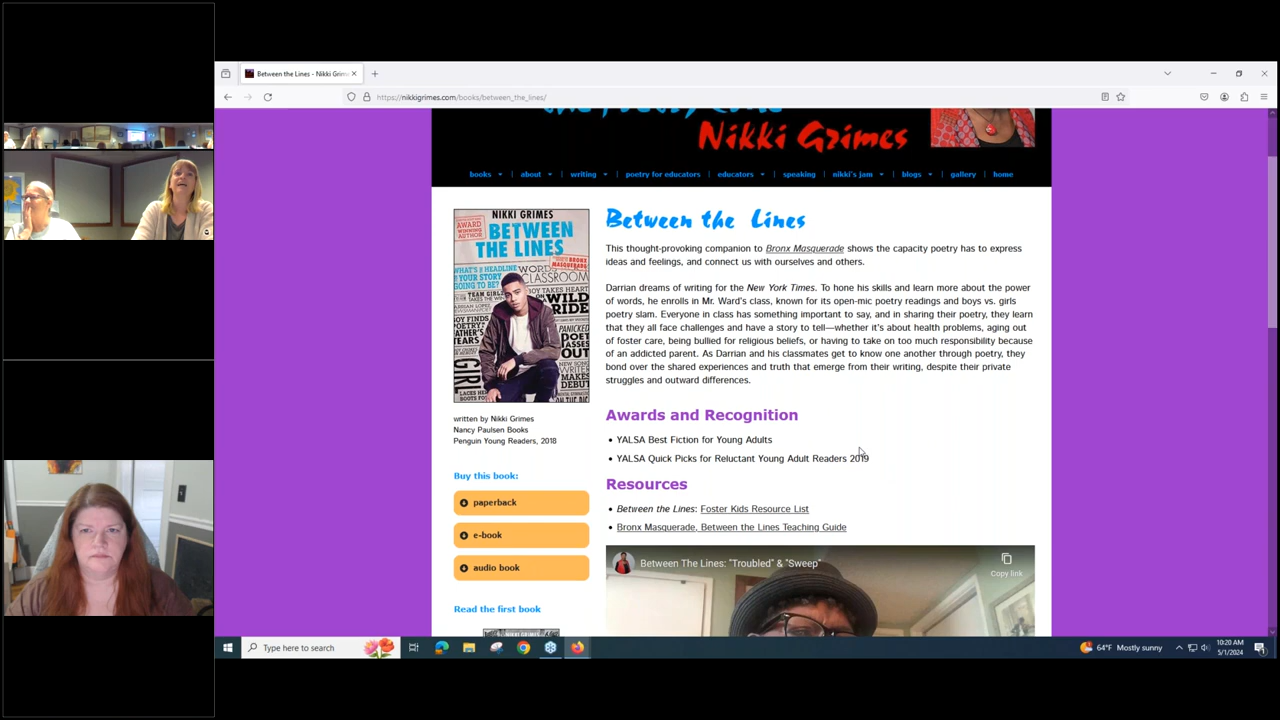 Between the Lines - Nikki Grim
https://nikkigrimes.com/books/between_the_lines/
Nikki Grimes
books
about
writing
poetry for educators
educators
speaking
nikki's jam
blogs
gallery
home
NIKKI GRIMES
AWARD WINNING AUTHOR
BETWEEN
THE LINES
Between the Lines
This thought-provoking companion to Bronx Masquerade shows the capacity poetry has to express
ideas and feelings, and connect us with ourselves and others.
Darrian dreams of writing for the New York Times. To hone his skills and learn more about the power
of words, he enrolls in Mr. Ward's class, known for its open-mic poetry readings and boys vs. girls
poetry slam. Everyone in class has something important to say, and in sharing their poetry, they learn
that they all face challenges and have a story to tell—whether it's about health problems, aging out
of foster care, being bullied for religious beliefs, or having to take on too much responsibility because
of an addicted parent. As Darrian and his classmates get to know one another through poetry, they
bond over the shared experiences and truth that emerge from their writing, despite their private
struggles and outward differences.
written by Nikki Grimes
Nancy Paulsen Books
Penguin Young Readers, 2018
Awards and Recognition
• YALSA Best Fiction for Young Adults
• YALSA Quick Picks for Reluctant Young Adult Readers 2019
Buy this book:
paperback
e-book
audio book
Resources
• Between the Lines: Foster Kids Resource List
• Bronx Masquerade, Between the Lines Teaching Guide
Between The Lines: "Troubled" & "Sweep"
Copy link
Read the first book
NIKKI GRIMES
Type here to search
64°F Mostly sunny
10:20 AM
5/1/2024